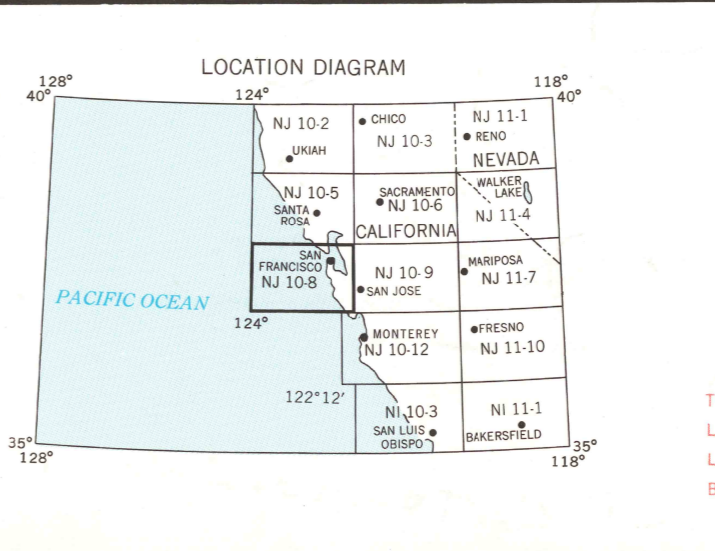 LOCATION DIAGRAM
128°
40°
124°
118°
40°
NJ 10-2
UKIAH
CHICO
NJ 10-3
NJ 11-1
RENO
NEVADA
NJ 10-5
SANTA
ROSA
SACRAMENTO
NJ 10-6
CALIFORNIA
WALKER
LAKE
NJ 11-4
SAN
FRANCISCO
NJ 10-8
NJ 10-9
SAN JOSE
MARIPOSA
NJ 11-7
PACIFIC OCEAN
124°
MONTEREY
NJ 10-12
FRESNO
NJ 11-10
122°12′
NI 10-3
SAN LUIS
OBISPO
NI 11-1
BAKERSFIELD
35°
128°
35°
118°
T
L
L
B